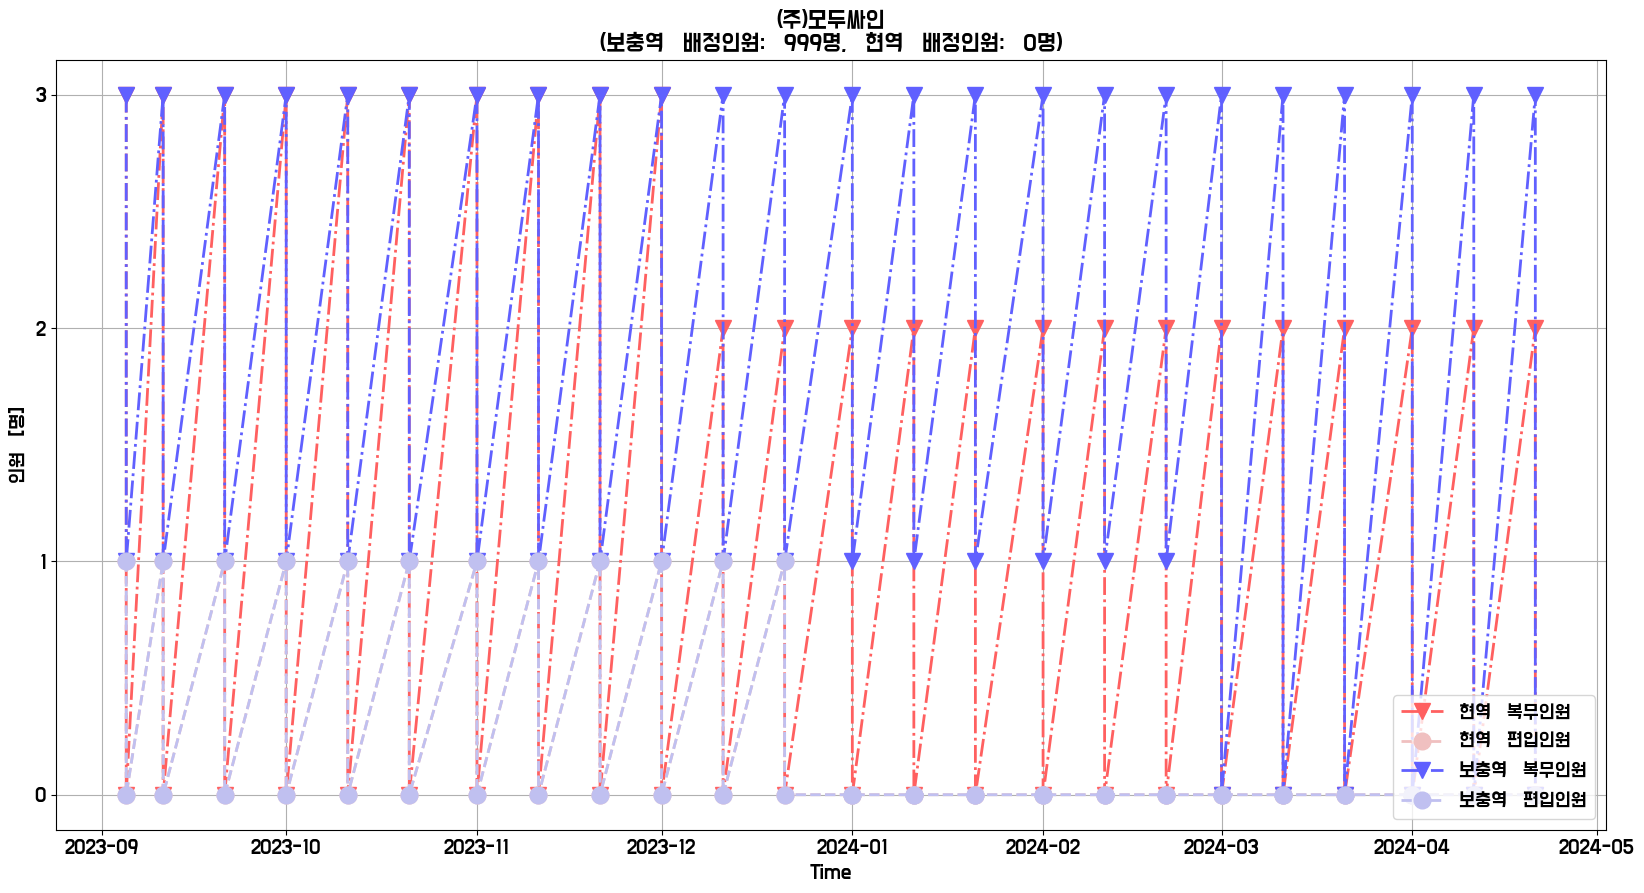 (주)모두싸인
(보충역 배정인원: 999명, 현역 배정인원: 0명)
3
2
1
0
인원 [명]
현역 복무인원
현역 편입인원
보충역 복무인원
보충역 편입인원
2023-09 2023-10 2023-11 2023-12 2024-01 2024-02 2024-03 2024-04 2024-05
Time